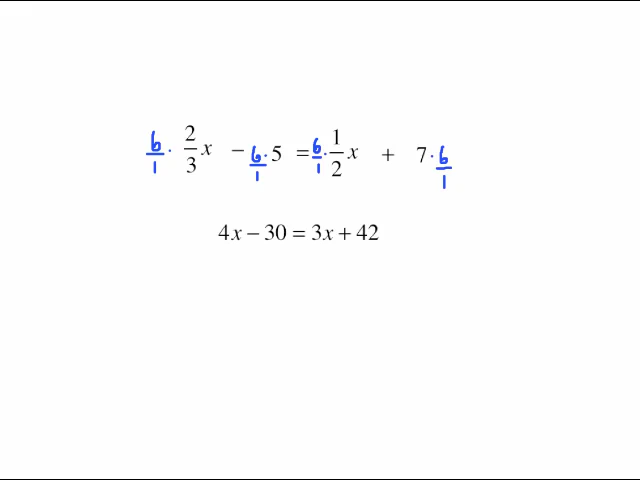 6/1 · 2/3 x − 6/1 · 5 = 6/1 · 1/2 x + 7 · 6/1
4x − 30 = 3x + 42